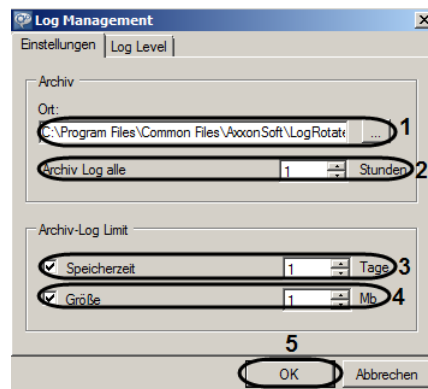 Log Management
Einstellungen Log Level
Archiv
Ort:
C:\Program Files\Common Files\AxxonSoft\LogRotate ... 1
Archiv Log alle 1 Stunden 2
Archiv-Log Limit
Speicherzeit 1 Tage 3
Größe 1 Mb 4
5
OK Abbrechen